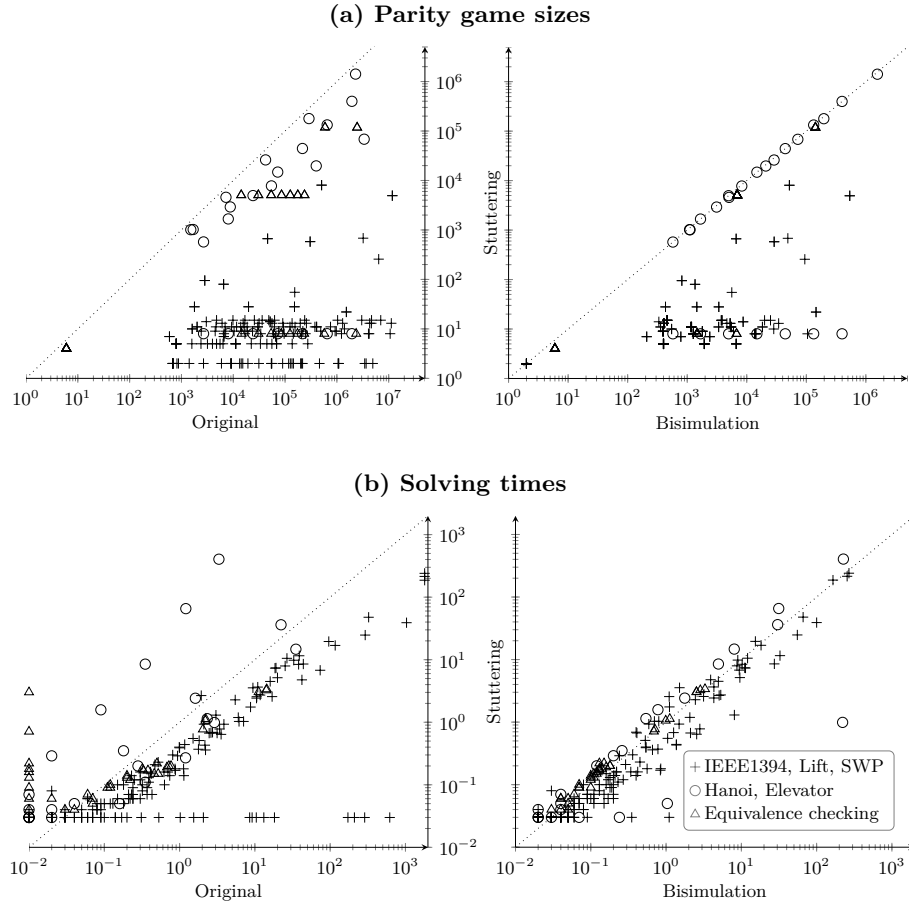 (a) Parity game sizes
10^6
10^5
10^4
10^3
10^2
10^1
10^0
10^0 10^1 10^2 10^3 10^4 10^5 10^6 10^7
Original
Stuttering
10^0 10^1 10^2 10^3 10^4 10^5 10^6
Bisimulation
(b) Solving times
10^3
10^2
10^1
10^0
10^−1
10^−2
10^−2 10^−1 10^0 10^1 10^2 10^3
Original
Stuttering
IEEE1394, Lift, SWP
Hanoi, Elevator
Equivalence checking
10^−2 10^−1 10^0 10^1 10^2 10^3
Bisimulation